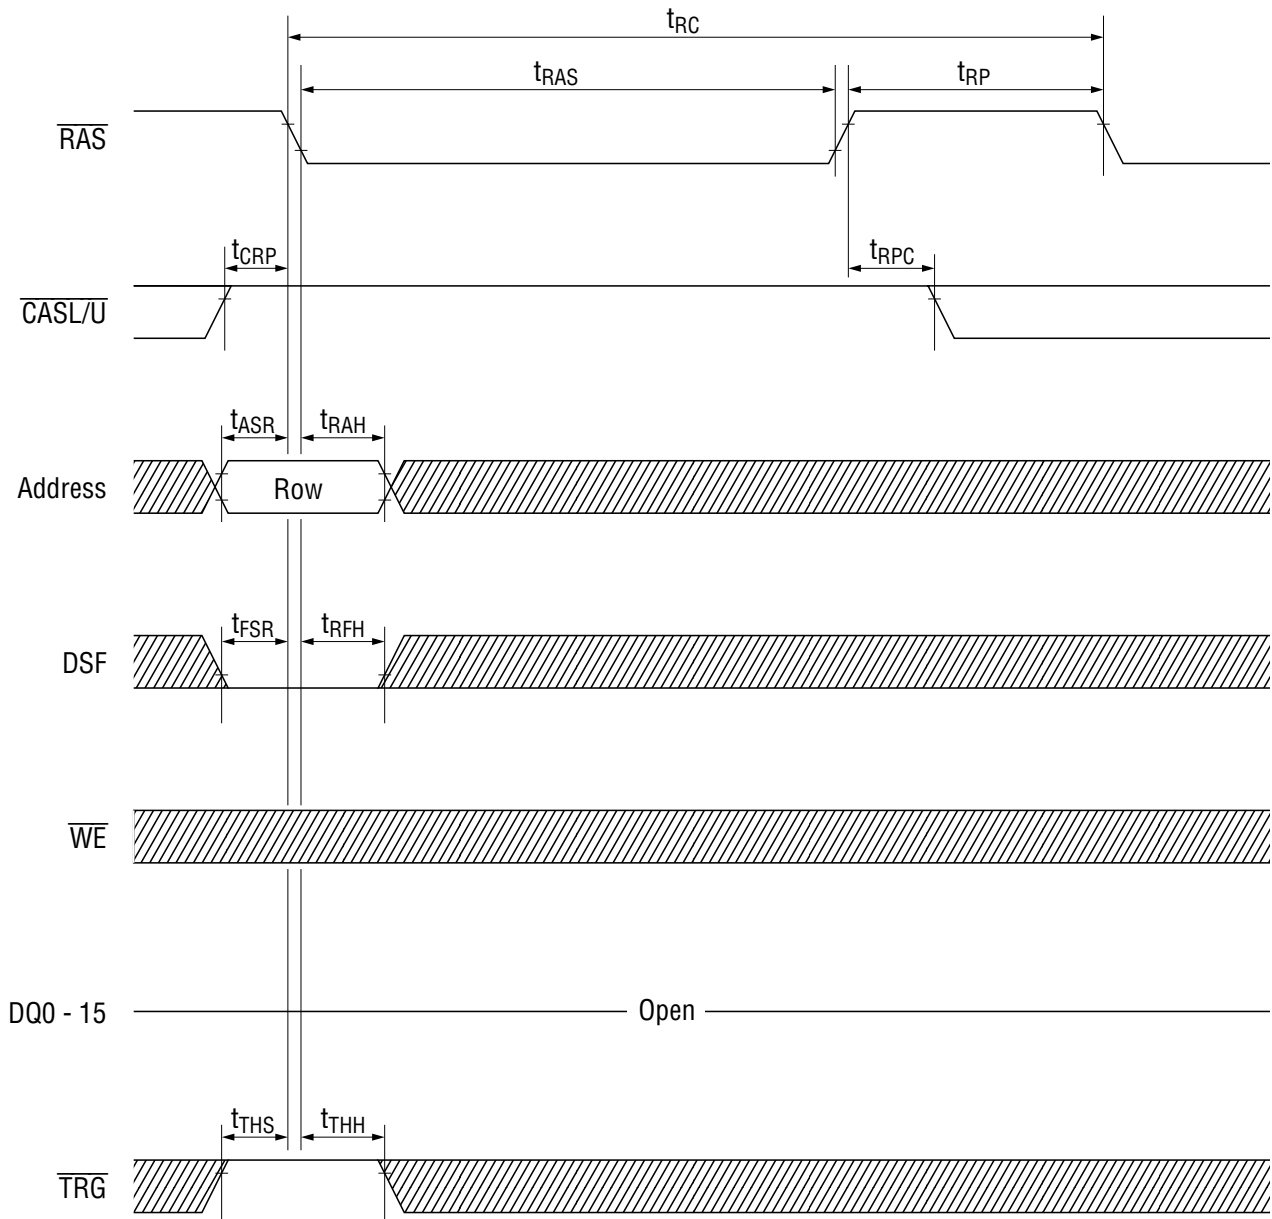 tRC
tRAS
tRP
RAS
tCRP
tRPC
CASL/U
tASR
tRAH
Address
Row
tFSR
tRFH
DSF
WE
DQ0 - 15
Open
tTHS
tTHH
TRG